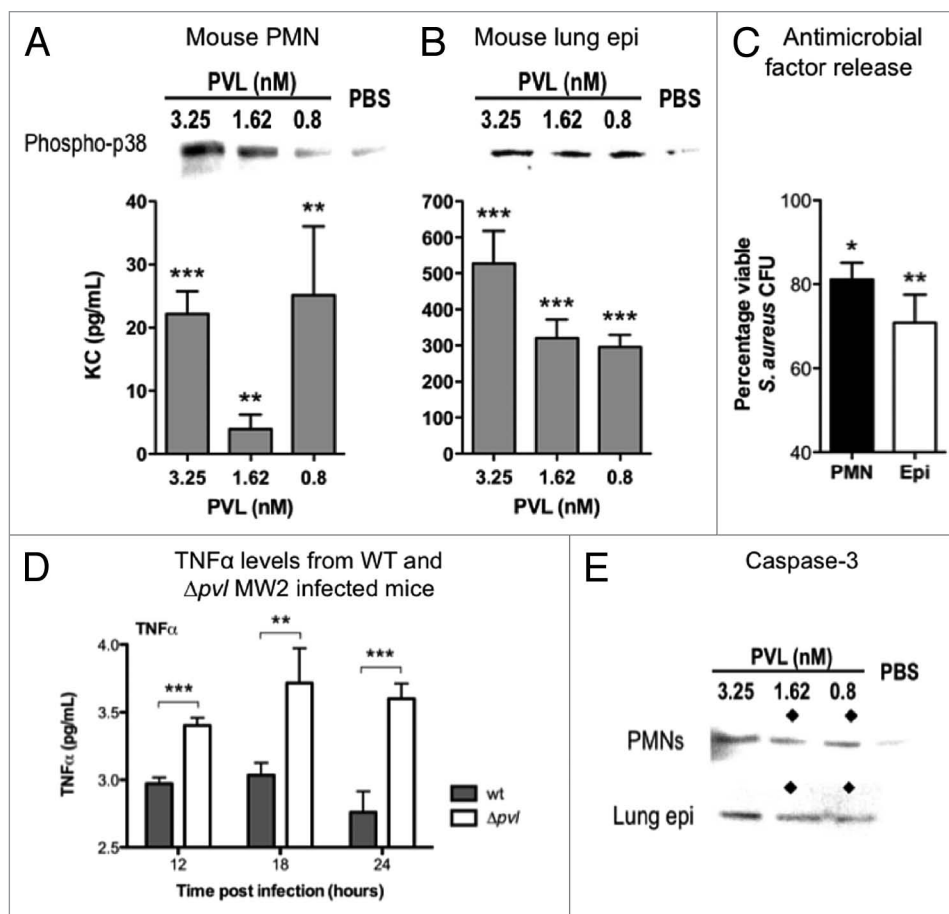 A
Mouse PMN
PVL (nM)
PBS
3.25 1.62 0.8
Phospho-p38
40
30
20
10
0
KC (pg/mL)
***
**
**
3.25 1.62 0.8
PVL (nM)
B
Mouse lung epi
PVL (nM)
PBS
3.25 1.62 0.8
700
600
500
400
300
200
100
0
***
***
***
3.25 1.62 0.8
PVL (nM)
C
Antimicrobial
factor release
100
80
60
40
Percentage viable
S. aureus CFU
*
**
PMN Epi
D
TNFα levels from WT and
Δpvl MW2 infected mice
TNFα
4.0
3.5
3.0
2.5
TNFα (pg/mL)
***
**
***
wt
Δpvl
12 18 24
Time post infection (hours)
E
Caspase-3
PVL (nM)
PBS
3.25 1.62 0.8
PMNs
Lung epi